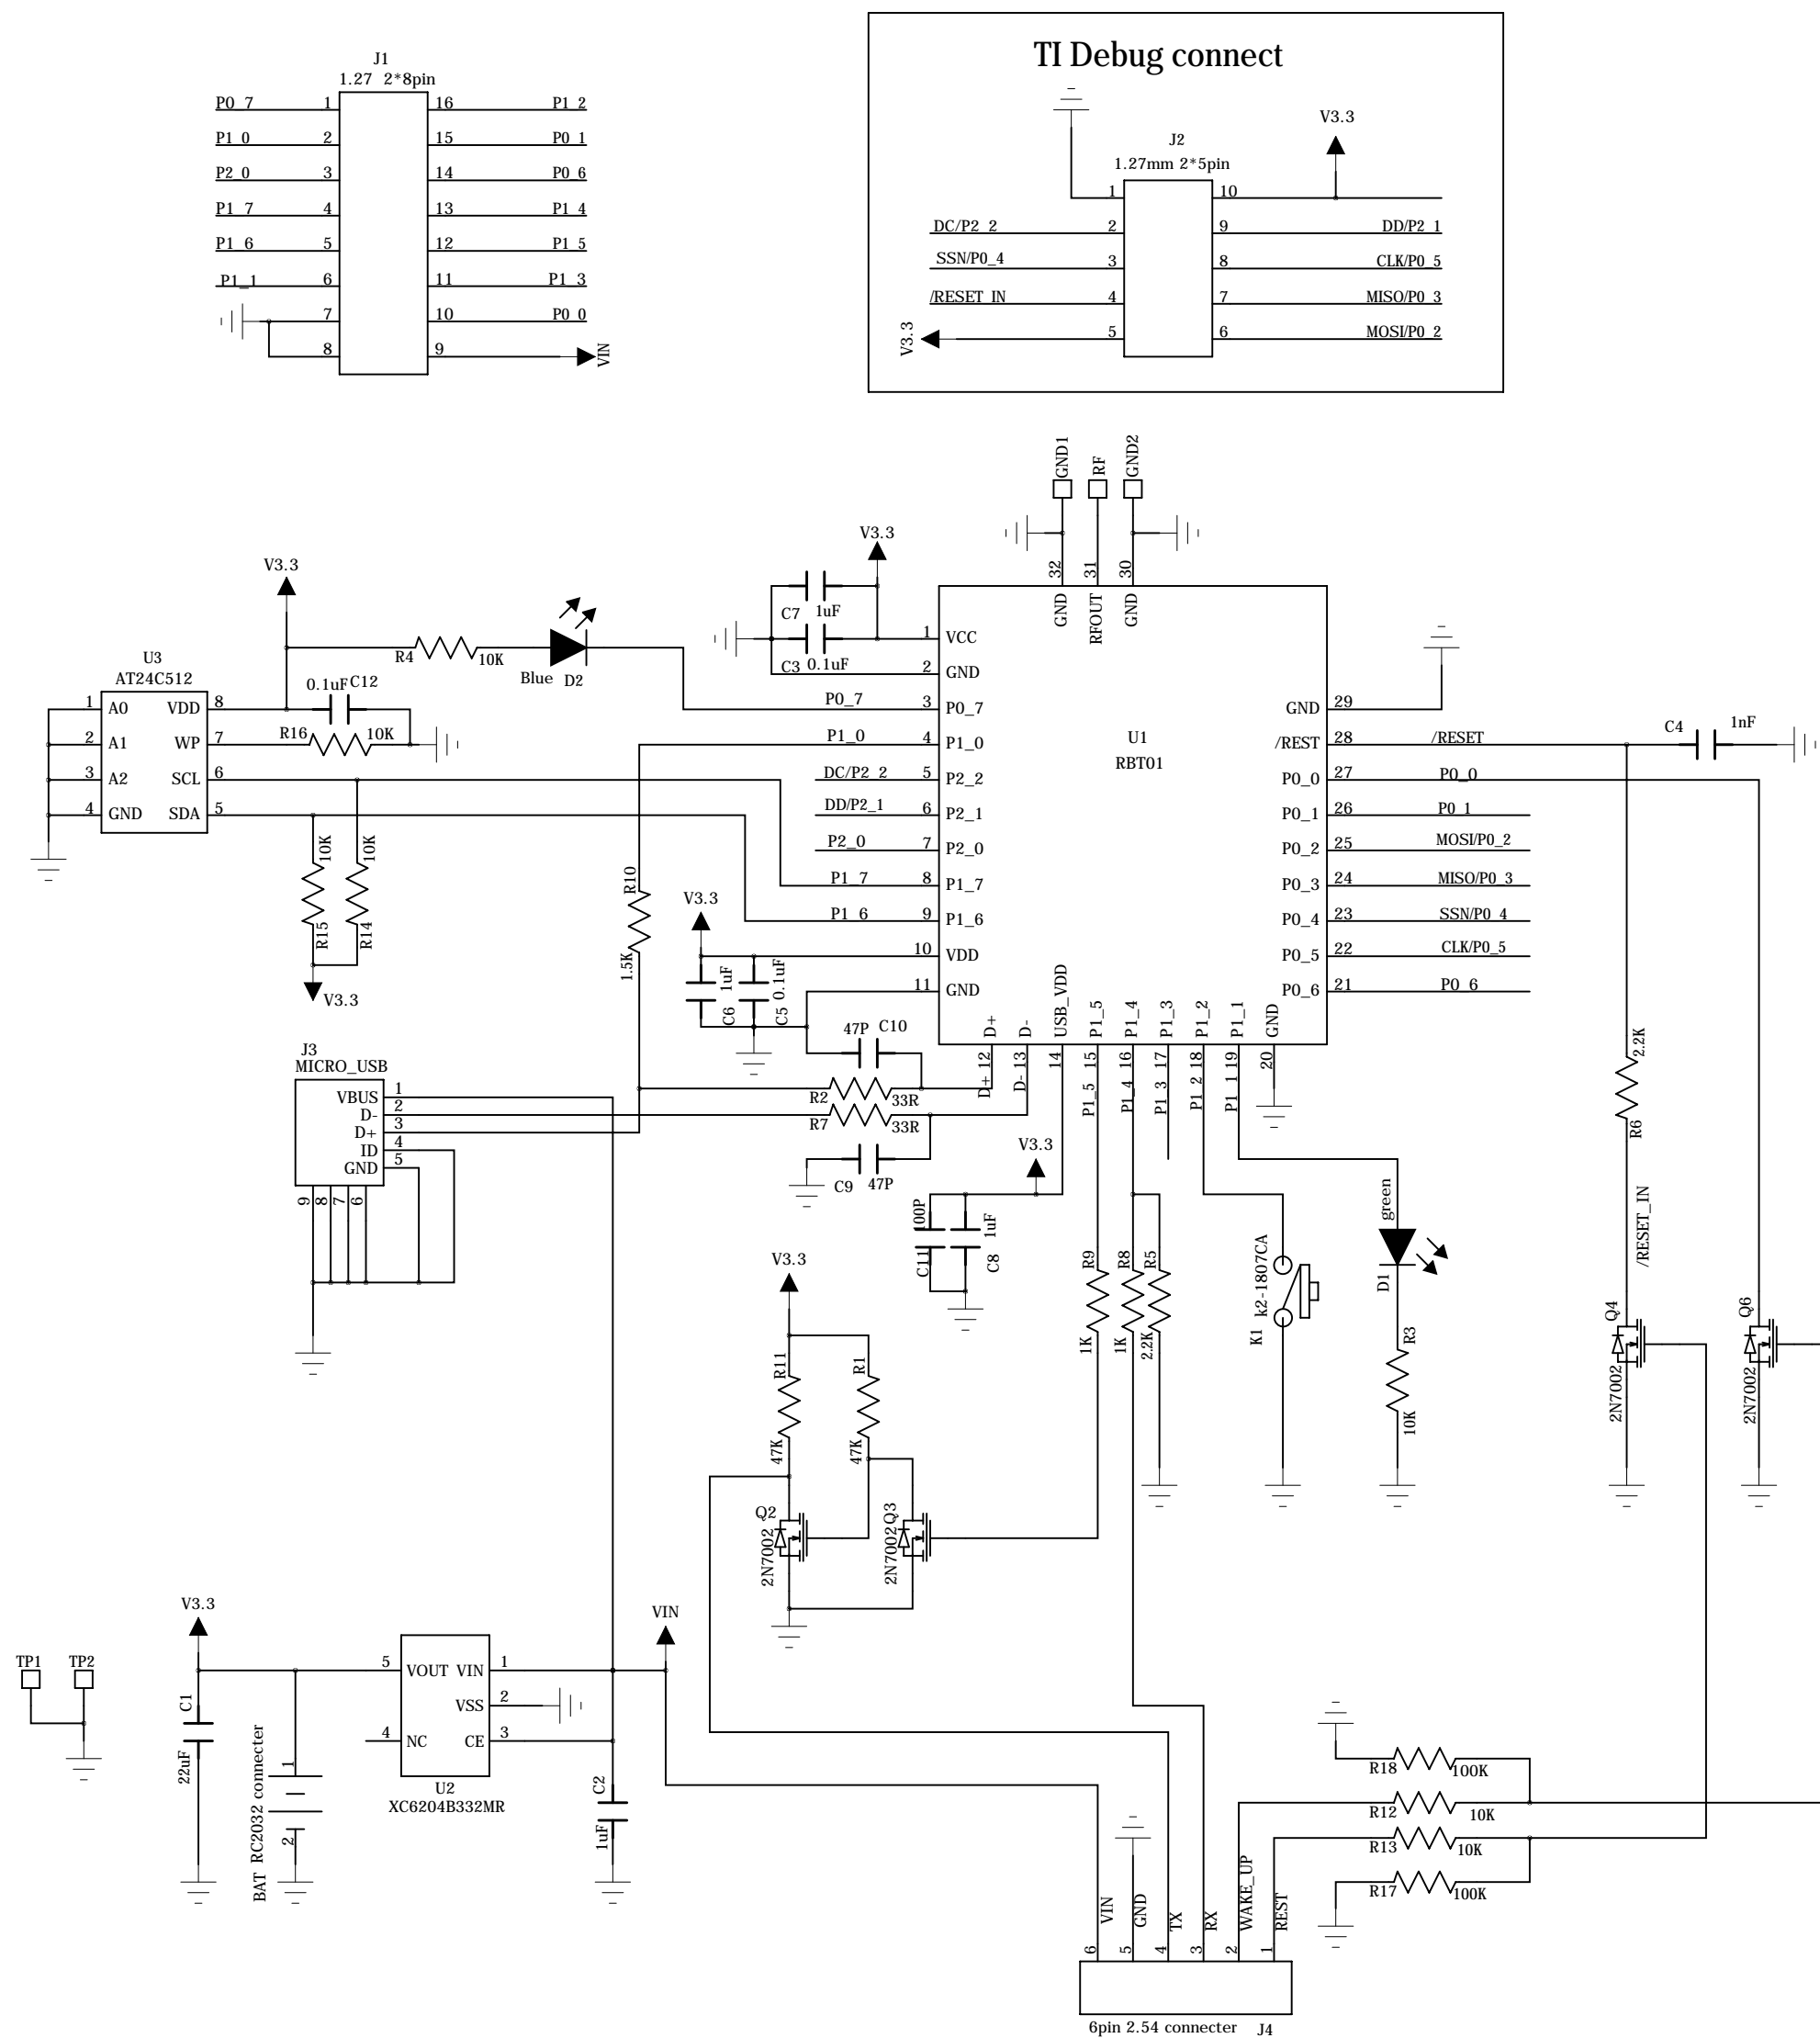 TI Debug connect
J1
1.27 2*8pin
P0_7 1 16 P1_2
P1_0 2 15 P0_1
P2_0 3 14 P0_6
P1_7 4 13 P1_4
P1_6 5 12 P1_5
P1_1 6 11 P1_3
7 10 P0_0
8 9 VIN
V3.3
J2
1.27mm 2*5pin
1 10
DC/P2_2 2 9 DD/P2_1
SSN/P0_4 3 8 CLK/P0_5
/RESET_IN 4 7 MISO/P0_3
V3.3 5 6 MOSI/P0_2
GND1 RF GND2
32 31 30
GND RFOUT GND
V3.3
C7 1uF
C3 0.1uF
V3.3
R4 10K
Blue D2
U3
AT24C512
1 A0 VDD 8
2 A1 WP 7
3 A2 SCL 6
4 GND SDA 5
0.1uF C12
R16 10K
10K 10K
R15 R14
V3.3
U1
RBT01
1 VCC
2 GND
P0_7 3 P0_7
P1_0 4 P1_0
DC/P2_2 5 P2_2
DD/P2_1 6 P2_1
P2_0 7 P2_0
P1_7 8 P1_7
P1_6 9 P1_6
10 VDD
11 GND
GND 29
/REST 28 /RESET
P0_0 27 P0_0
P0_1 26 P0_1
P0_2 25 MOSI/P0_2
P0_3 24 MISO/P0_3
P0_4 23 SSN/P0_4
P0_5 22 CLK/P0_5
P0_6 21 P0_6
C4 1nF
D+ D- USB_VDD P1_5 P1_4 P1_3 P1_2 P1_1 GND
12 13 14 15 16 17 18 19 20
D+ D- P1_5 P1_4 P1_3 P1_2 P1_1
R10
1.5K
V3.3
C6 1uF
C5 0.1uF
47P C10
R2 33R
R7 33R
C9 47P
J3
MICRO_USB
VBUS 1
D- 2
D+ 3
ID 4
GND 5
9 8 7 6
V3.3
C11 100P
C8 1uF
R9 R8 R5
1K 1K 2.2K
K1 k2-1807CA
green
D1
R3
10K
2.2K
R6
/RESET_IN
Q4
2N7002
Q6
2N7002
V3.3
R11 R1
47K 47K
Q2
2N7002
Q3
2N7002
V3.3
VIN
TP1 TP2
C1
22uF
BAT RC2032 connecter
1
2
5 VOUT VIN 1
VSS 2
4 NC CE 3
U2
XC6204B332MR
C2
1uF
R18 100K
R12 10K
R13 10K
R17 100K
VIN GND TX RX WAKE_UP REST
6 5 4 3 2 1
6pin 2.54 connecter J4